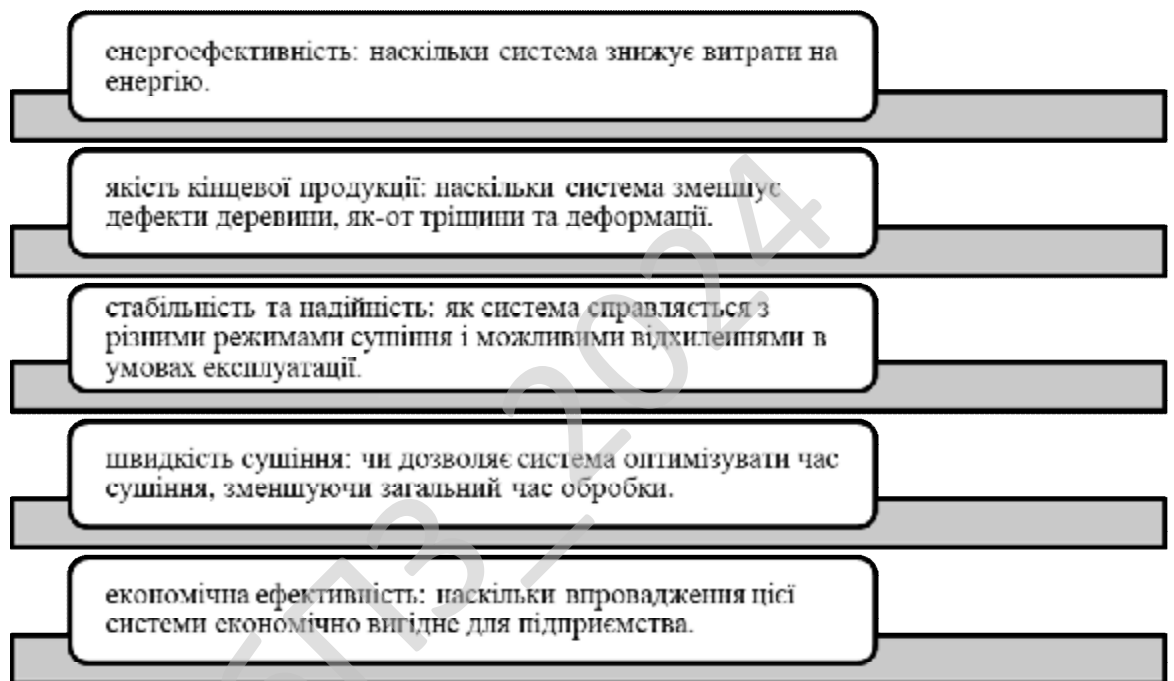 енергоефективність: наскільки система знижує витрати на
енергію.
якість кінцевої продукції: наскільки система зменшує
дефекти деревини, як-от тріщини та деформації.
стабільність та надійність: як система справляється з
різними режимами сушіння і можливими відхиленнями в
умовах експлуатації.
швидкість сушіння: чи дозволяє система оптимізувати час
сушіння, зменшуючи загальний час обробки.
економічна ефективність: наскільки впровадження цієї
системи економічно вигідне для підприємства.
ПЗ_2024